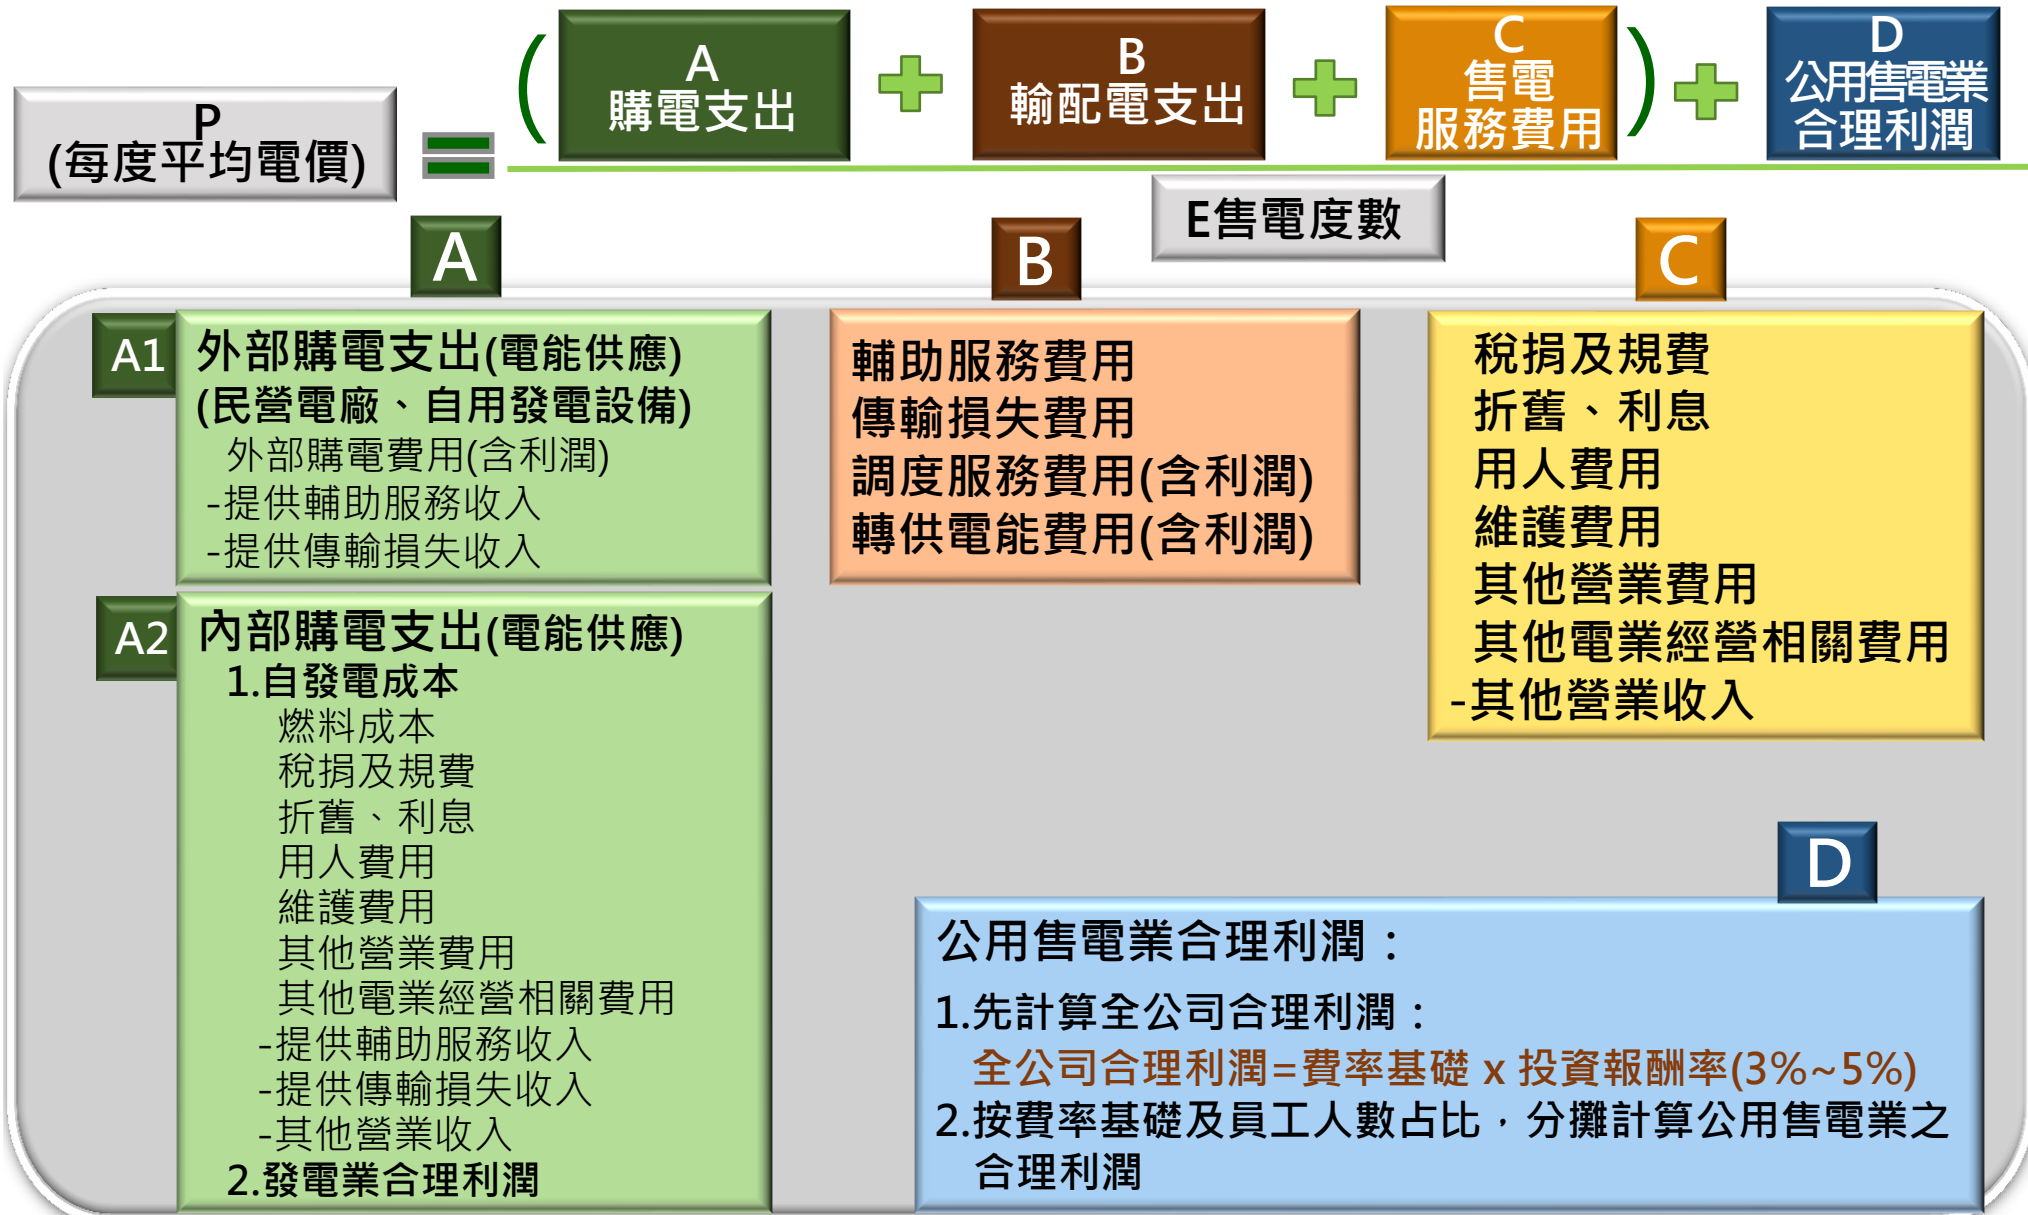 P
(每度平均電價)
(
A
購電支出
B
輸配電支出
C
售電
服務費用
)
D
公用售電業
合理利潤
E售電度數
A
A1
外部購電支出(電能供應)
(民營電廠、自用發電設備)
外部購電費用(含利潤)
-提供輔助服務收入
-提供傳輸損失收入
A2
內部購電支出(電能供應)
1.自發電成本
燃料成本
稅捐及規費
折舊、利息
用人費用
維護費用
其他營業費用
其他電業經營相關費用
-提供輔助服務收入
-提供傳輸損失收入
-其他營業收入
2.發電業合理利潤
B
輔助服務費用
傳輸損失費用
調度服務費用(含利潤)
轉供電能費用(含利潤)
C
稅捐及規費
折舊、利息
用人費用
維護費用
其他營業費用
其他電業經營相關費用
-其他營業收入
D
公用售電業合理利潤：
1.先計算全公司合理利潤：
全公司合理利潤=費率基礎 x 投資報酬率(3%~5%)
2.按費率基礎及員工人數占比，分攤計算公用售電業之
合理利潤